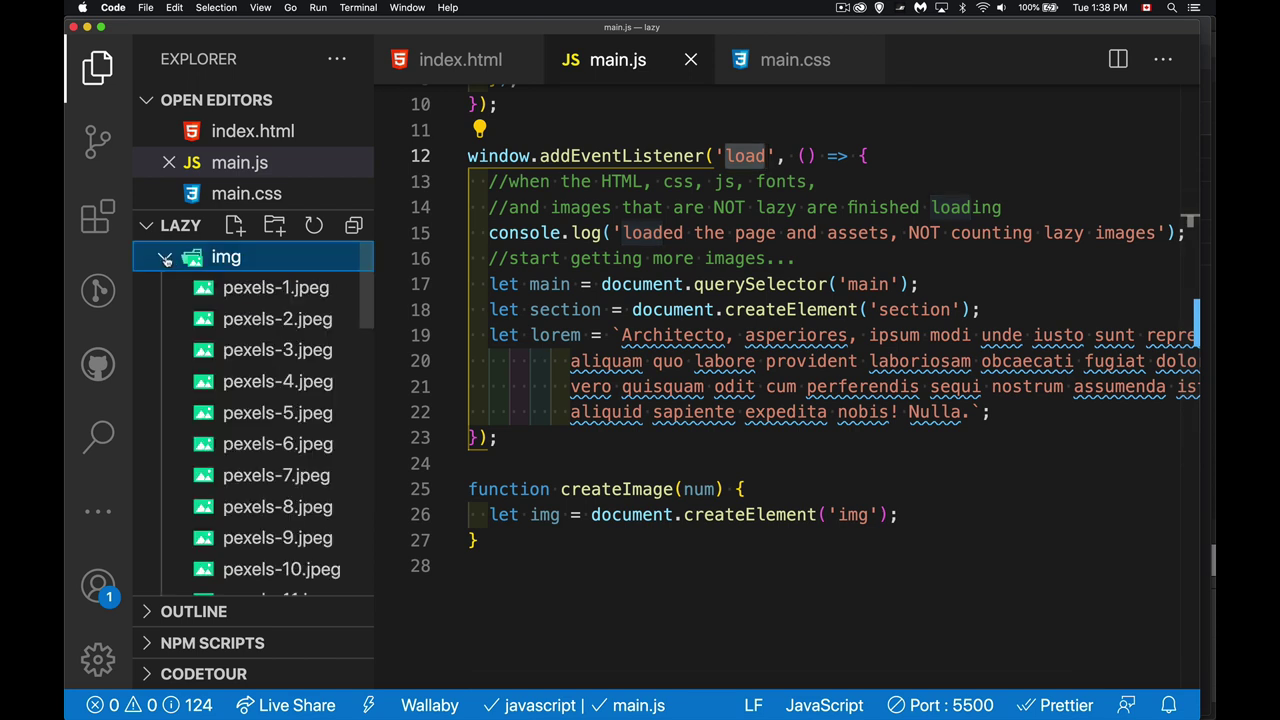 Code File Edit Selection View Go Run Terminal Window Help 100% Tue 1:38 PM
main.js — lazy
EXPLORER
index.html
JS main.js
main.css
OPEN EDITORS
index.html
JS main.js
main.css
LAZY
img
pexels-1.jpeg
pexels-2.jpeg
pexels-3.jpeg
pexels-4.jpeg
pexels-5.jpeg
pexels-6.jpeg
pexels-7.jpeg
pexels-8.jpeg
pexels-9.jpeg
pexels-10.jpeg
OUTLINE
NPM SCRIPTS
CODETOUR
1
10 });
11
12 window.addEventListener('load', () => {
13 //when the HTML, css, js, fonts,
14 //and images that are NOT lazy are finished loading
15 console.log('loaded the page and assets, NOT counting lazy images');
16 //start getting more images...
17 let main = document.querySelector('main');
18 let section = document.createElement('section');
19 let lorem = `Architecto, asperiores, ipsum modi unde iusto sunt repre
20 aliquam quo labore provident laboriosam obcaecati fugiat dolo
21 vero quisquam odit cum perferendis sequi nostrum assumenda ist
22 aliquid sapiente expedita nobis! Nulla.`;
23 });
24
25 function createImage(num) {
26 let img = document.createElement('img');
27 }
28
0 0 124 Live Share Wallaby javascript | main.js LF JavaScript Port : 5500 Prettier